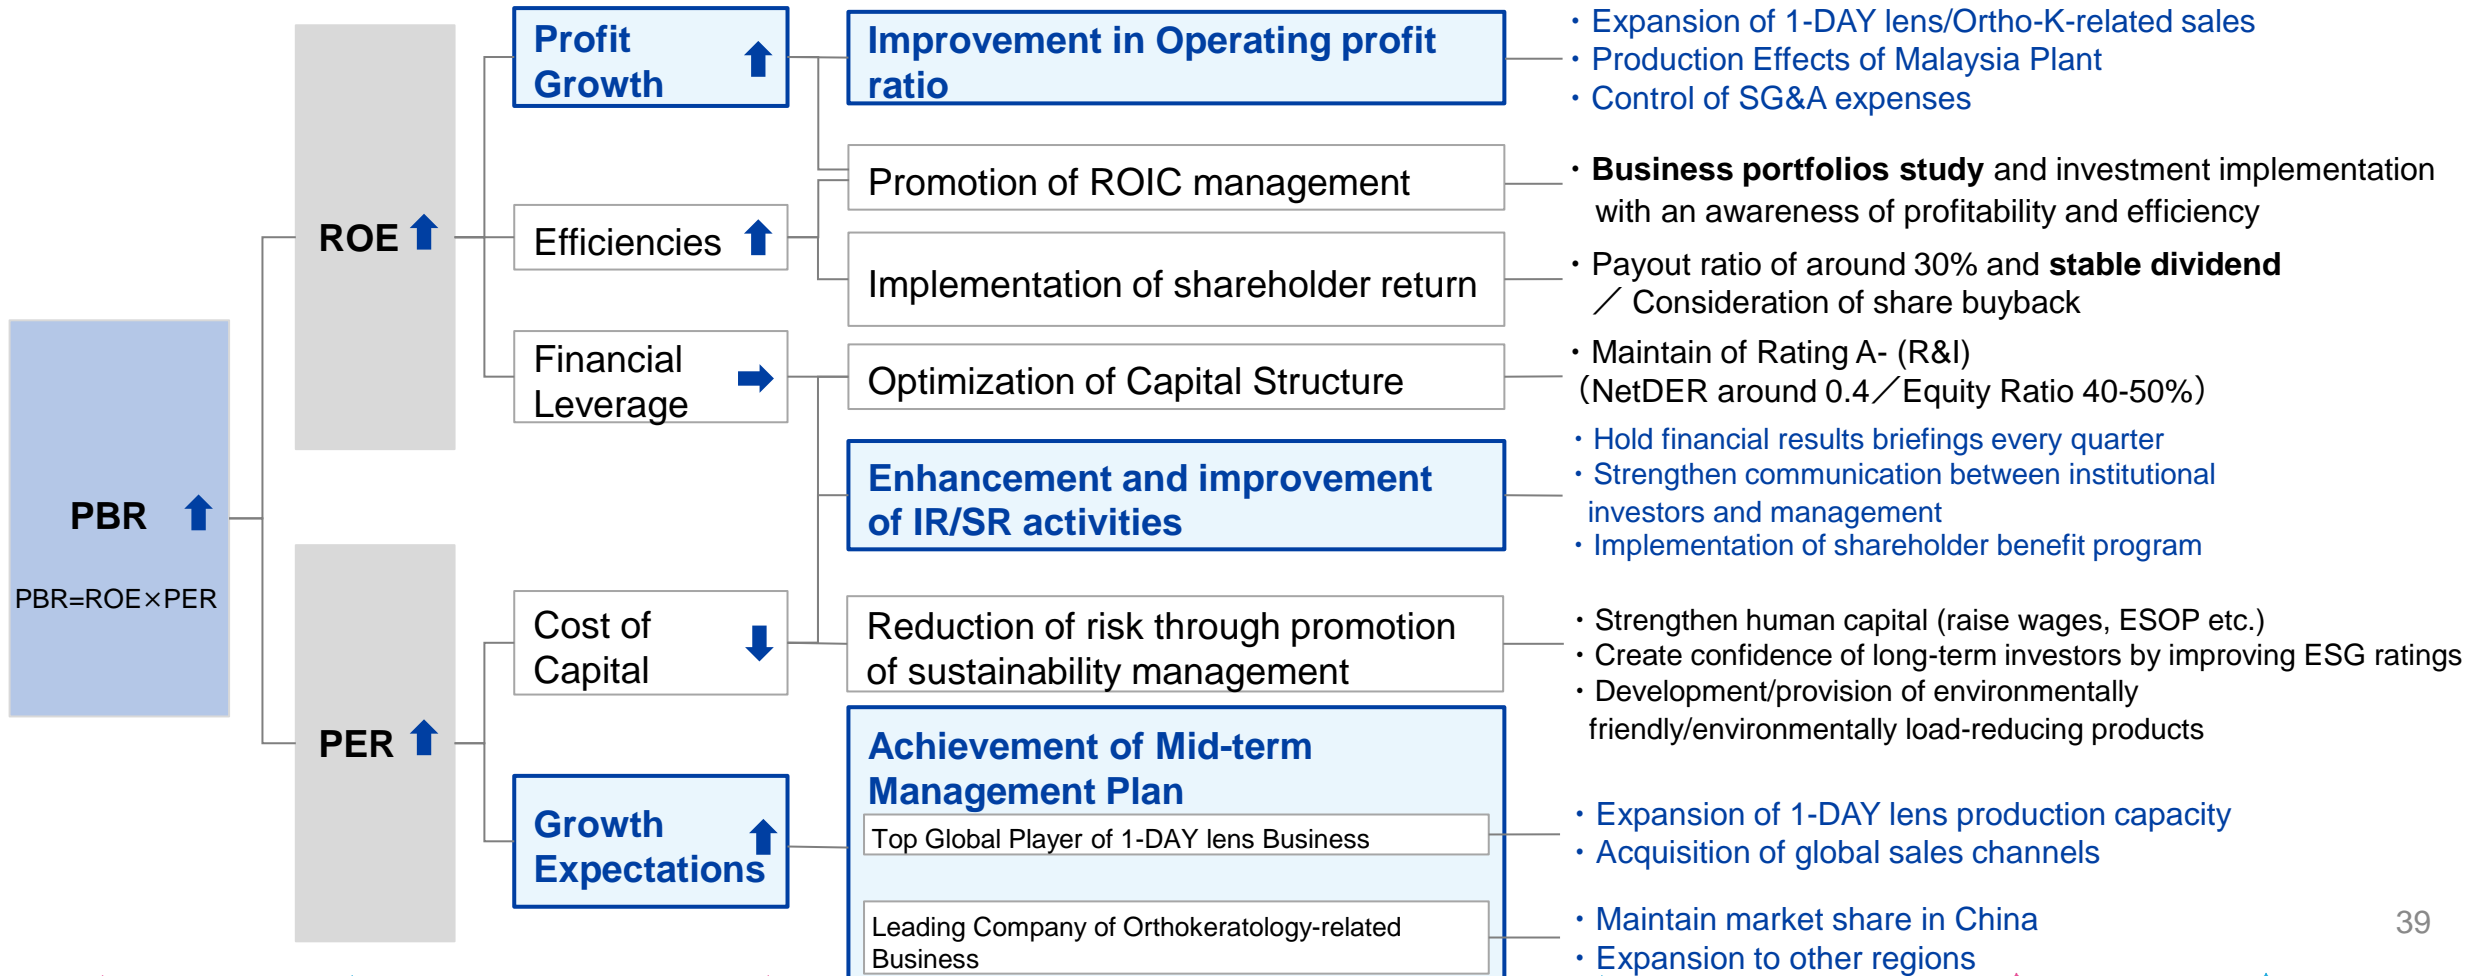 PBR
PBR=ROE×PER
ROE
PER
Profit
Growth
Efficiencies
Financial
Leverage
Cost of
Capital
Growth
Expectations
Improvement in Operating profit
ratio
Promotion of ROIC management
Implementation of shareholder return
Optimization of Capital Structure
Enhancement and improvement
of IR/SR activities
Reduction of risk through promotion
of sustainability management
Achievement of Mid-term
Management Plan
Top Global Player of 1-DAY lens Business
Leading Company of Orthokeratology-related
Business
・Expansion of 1-DAY lens/Ortho-K-related sales
・Production Effects of Malaysia Plant
・Control of SG&A expenses
・Business portfolios study and investment implementation
with an awareness of profitability and efficiency
・Payout ratio of around 30% and stable dividend
／ Consideration of share buyback
・Maintain of Rating A- (R&I)
（NetDER around 0.4／Equity Ratio 40-50%）
・Hold financial results briefings every quarter
・Strengthen communication between institutional
investors and management
・Implementation of shareholder benefit program
・Strengthen human capital (raise wages, ESOP etc.)
・Create confidence of long-term investors by improving ESG ratings
・Development/provision of environmentally
friendly/environmentally load-reducing products
・Expansion of 1-DAY lens production capacity
・Acquisition of global sales channels
・Maintain market share in China
・Expansion to other regions
39